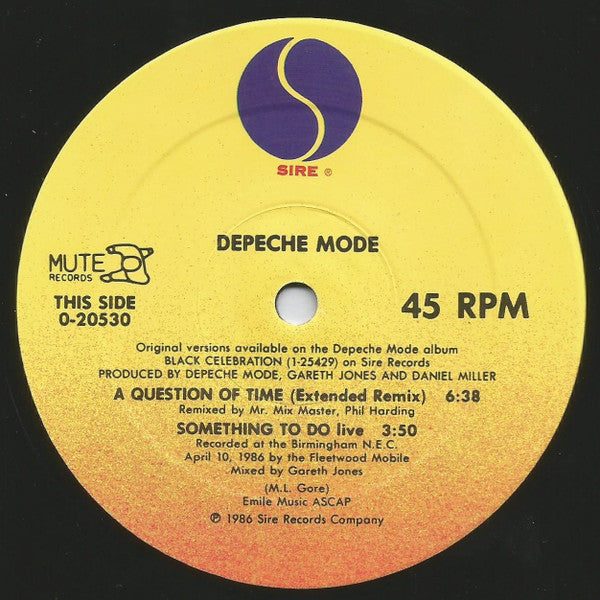 SIRE ®
DEPECHE MODE
MUTE
RECORDS
THIS SIDE
0-20530
45 RPM
Original versions available on the Depeche Mode album
BLACK CELEBRATION (1-25429) on Sire Records
PRODUCED BY DEPECHE MODE, GARETH JONES AND DANIEL MILLER
A QUESTION OF TIME (Extended Remix) 6:38
Remixed by Mr. Mix Master, Phil Harding
SOMETHING TO DO live 3:50
Recorded at the Birmingham N.E.C.
April 10, 1986 by the Fleetwood Mobile
Mixed by Gareth Jones
(M.L. Gore)
Emile Music ASCAP
℗ 1986 Sire Records Company